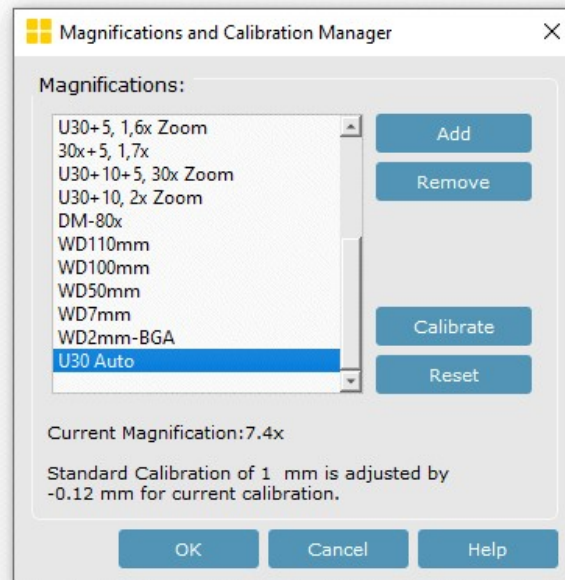 Magnifications and Calibration Manager
Magnifications:
U30+5, 1,6x Zoom
30x+5, 1,7x
U30+10+5, 30x Zoom
U30+10, 2x Zoom
DM-80x
WD110mm
WD100mm
WD50mm
WD7mm
WD2mm-BGA
U30 Auto
Add
Remove
Calibrate
Reset
Current Magnification:7.4x
Standard Calibration of 1  mm is adjusted by
-0.12 mm for current calibration.
OK
Cancel
Help